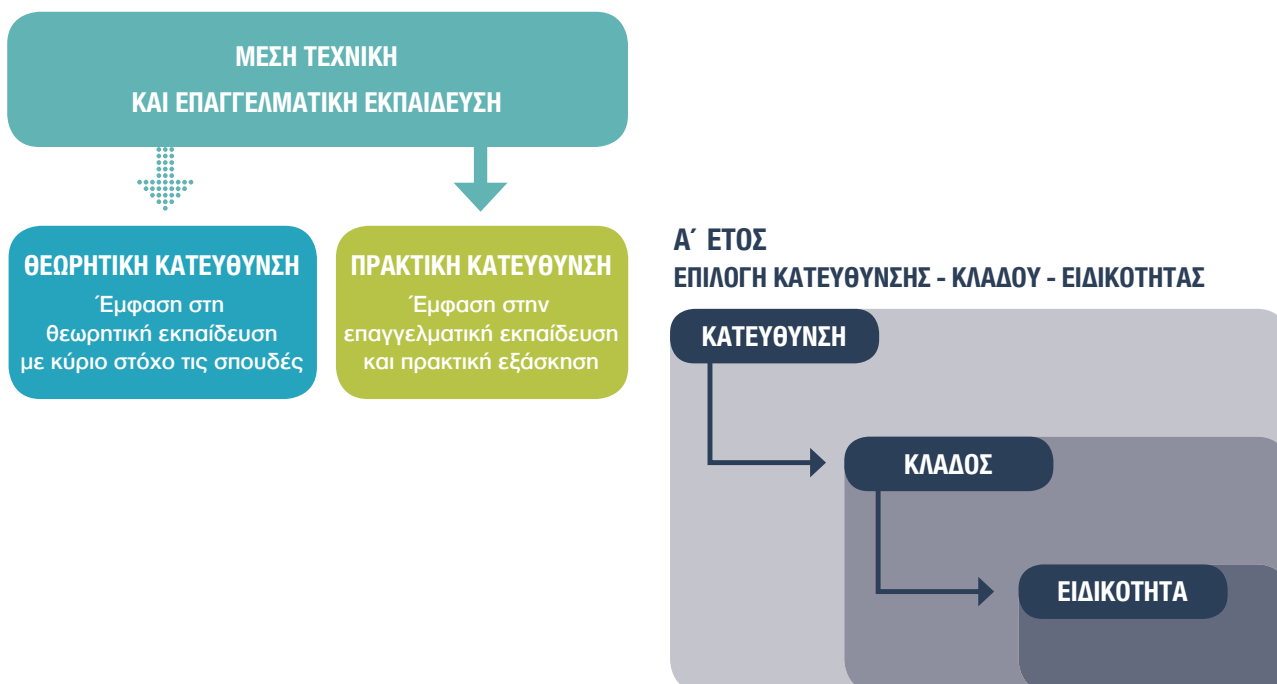 ΜΕΣΗ ΤΕΧΝΙΚΗ
ΚΑΙ ΕΠΑΓΓΕΛΜΑΤΙΚΗ ΕΚΠΑΙΔΕΥΣΗ
ΘΕΩΡΗΤΙΚΗ ΚΑΤΕΥΘΥΝΣΗ
Έμφαση στη
θεωρητική εκπαίδευση
με κύριο στόχο τις σπουδές
ΠΡΑΚΤΙΚΗ ΚΑΤΕΥΘΥΝΣΗ
Έμφαση στην
επαγγελματική εκπαίδευση
και πρακτική εξάσκηση
Α΄ ΕΤΟΣ
ΕΠΙΛΟΓΗ ΚΑΤΕΥΘΥΝΣΗΣ - ΚΛΑΔΟΥ - ΕΙΔΙΚΟΤΗΤΑΣ
ΚΑΤΕΥΘΥΝΣΗ
ΚΛΑΔΟΣ
ΕΙΔΙΚΟΤΗΤΑ